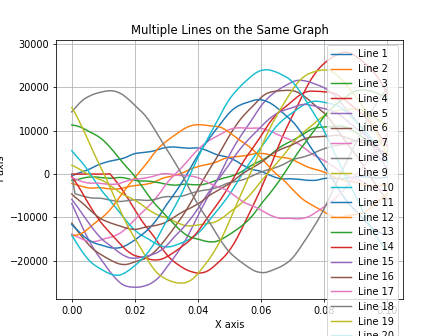 Multiple Lines on the Same Graph
30000
20000
10000
0
−10000
−20000
0.00 0.02 0.04 0.06
X axis
axis
Line 1
Line 2
Line 3
Line 4
Line 5
Line 6
Line 7
Line 8
Line 9
Line 10
Line 11
Line 12
Line 13
Line 14
Line 15
Line 16
Line 17
Line 18
Line 19
Line 20